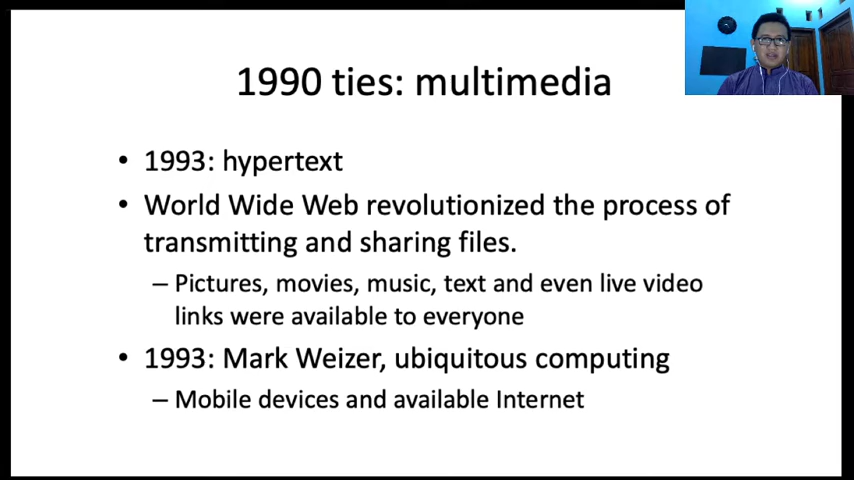 1990 ties: multimedia
• 1993: hypertext
• World Wide Web revolutionized the process of
transmitting and sharing files.
– Pictures, movies, music, text and even live video
links were available to everyone
• 1993: Mark Weizer, ubiquitous computing
– Mobile devices and available Internet